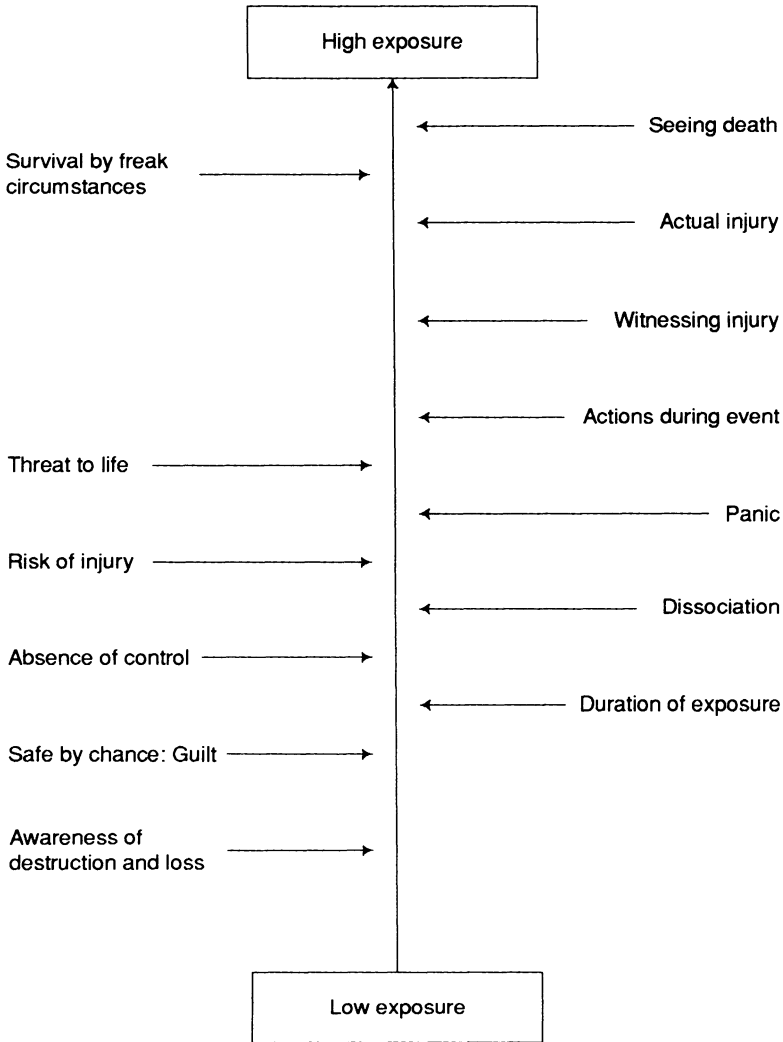 High exposure
Seeing death
Survival by freak
circumstances
Actual injury
Witnessing injury
Actions during event
Threat to life
Panic
Risk of injury
Dissociation
Absence of control
Duration of exposure
Safe by chance: Guilt
Awareness of
destruction and loss
Low exposure